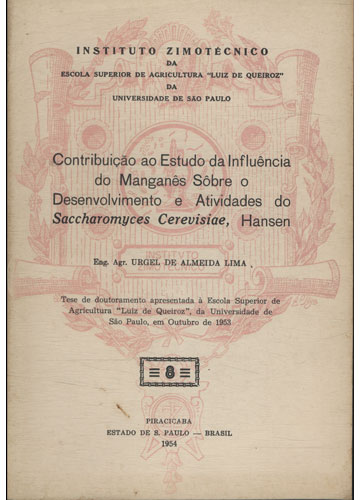 INSTITUTO ZIMOTÉCNICO
DA
ESCOLA SUPERIOR DE AGRICULTURA "LUIZ DE QUEIROZ"
DA
UNIVERSIDADE DE SÃO PAULO
Contribuição ao Estudo da Influência
do Manganês Sôbre o
Desenvolvimento e Atividades do
Saccharomyces Cerevisiae, Hansen
Eng. Agr. URGEL DE ALMEIDA LIMA
Tese de doutoramento apresentada à Escola Superior de
Agricultura "Luiz de Queiroz", da Universidade de
São Paulo, em Outubro de 1953
= 8 =
PIRACICABA
ESTADO DE S. PAULO — BRASIL
1954